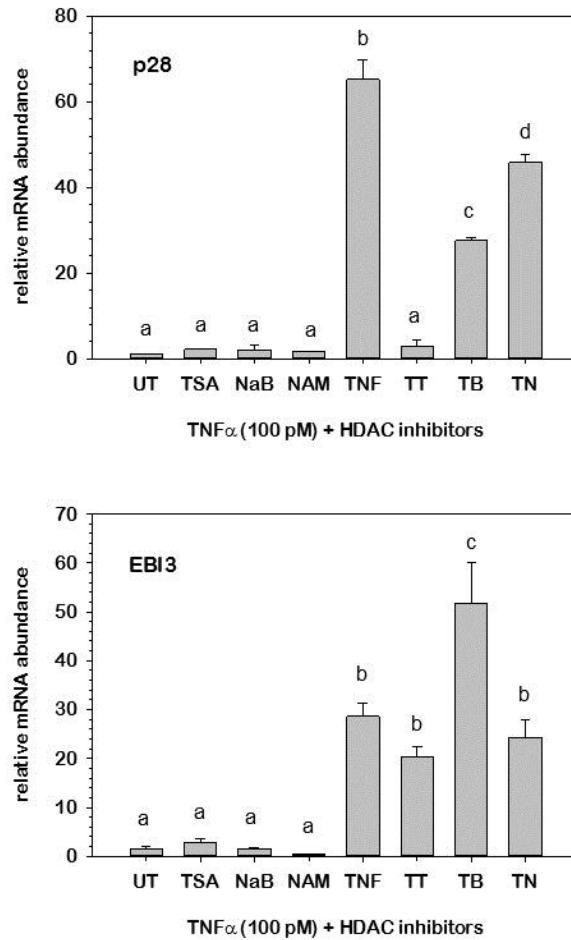 80
p28
b
60
d
40
c
20
a a a a a
0
relative mRNA abundance
UT TSA NaB NAM TNF TT TB TN
TNFα (100 pM) + HDAC inhibitors
70
EBI3
c
60
50
40
b
30
b b
20
10
a a a a
0
relative mRNA abundance
UT TSA NaB NAM TNF TT TB TN
TNFα (100 pM) + HDAC inhibitors